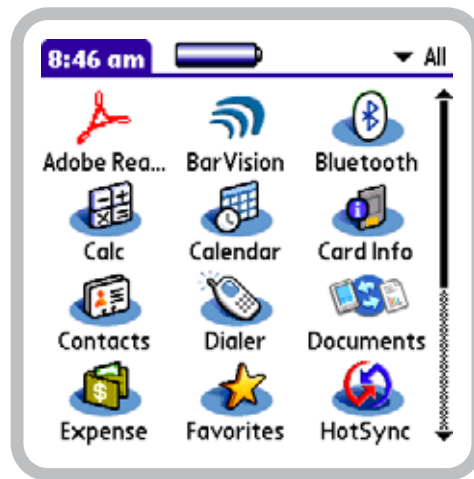 8:46 am All
Adobe Rea... BarVision Bluetooth
Calc Calendar Card Info
Contacts Dialer Documents
Expense Favorites HotSync